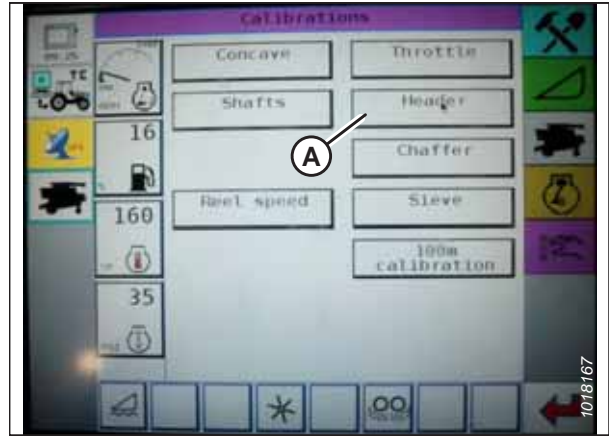 Calibrations
Concave
Throttle
Shafts
Header
A
Chaffer
Reel speed
Sieve
100m
calibration
16
160
35
1018167